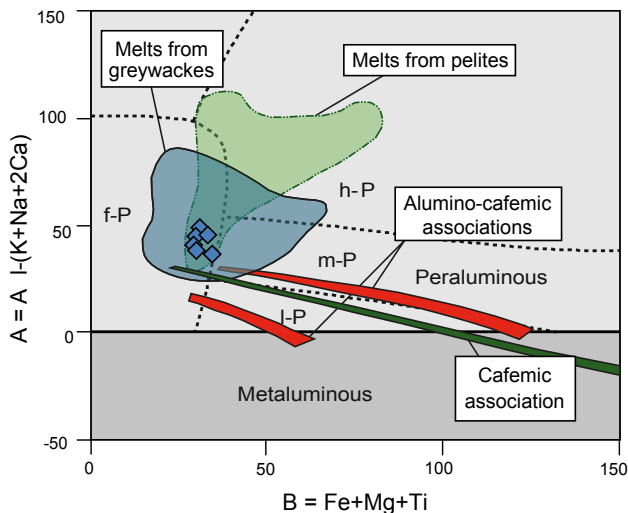 150
100
50
0
-50
A = A l-(K+Na+2Ca)
Melts from
greywackes
Melts from pelites
f-P
h-P
Alumino-cafemic
associations
m-P
Peraluminous
l-P
Metaluminous
Cafemic
association
0
50
100
150
B = Fe+Mg+Ti